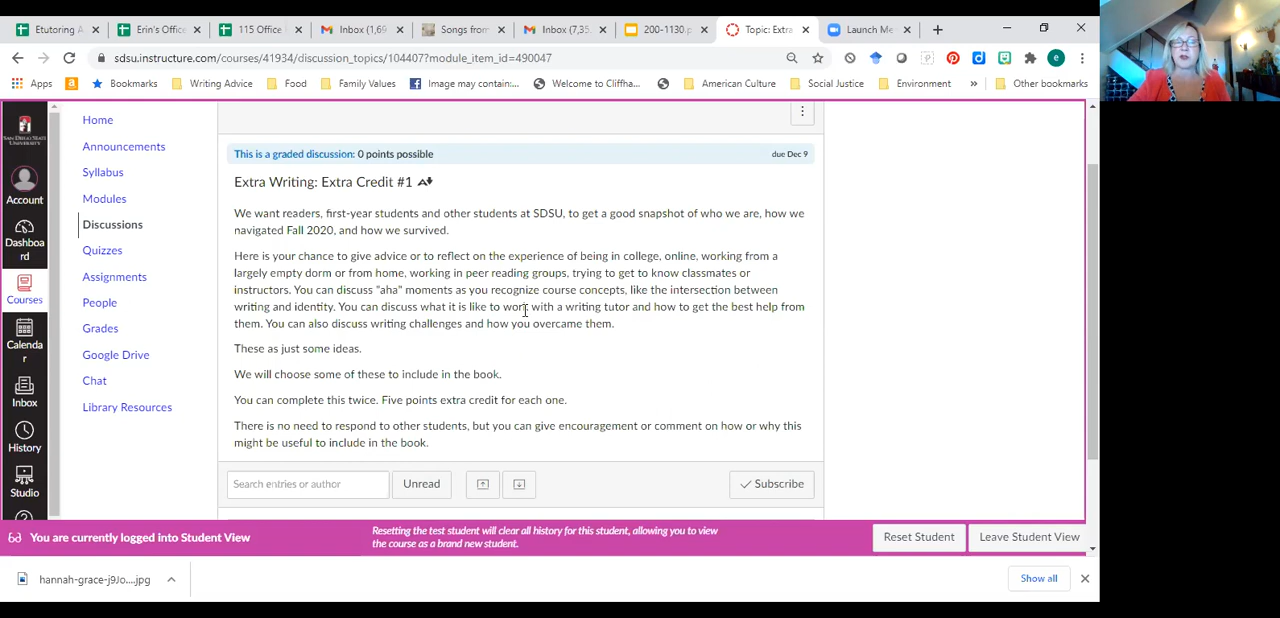 Etutoring A
Erin's Office
115 Office
Inbox (1,69
Songs from
Inbox (7,35
200-1130.p
Topic: Extra
Launch Me
sdsu.instructure.com/courses/41934/discussion_topics/104407?module_item_id=490047
e
Apps
Bookmarks
Writing Advice
Food
Family Values
Image may contain:...
Welcome to Cliffha...
American Culture
Social Justice
Environment
»
Other bookmarks
SAN DIEGO STATE
UNIVERSITY
Account
Dashboa
rd
Courses
Calenda
r
Inbox
History
Studio
Home
Announcements
Syllabus
Modules
Discussions
Quizzes
Assignments
People
Grades
Google Drive
Chat
Library Resources
This is a graded discussion: 0 points possible
due Dec 9
Extra Writing: Extra Credit #1
We want readers, first-year students and other students at SDSU, to get a good snapshot of who we are, how we
navigated Fall 2020, and how we survived.
Here is your chance to give advice or to reflect on the experience of being in college, online, working from a
largely empty dorm or from home, working in peer reading groups, trying to get to know classmates or
instructors. You can discuss "aha" moments as you recognize course concepts, like the intersection between
writing and identity. You can discuss what it is like to work with a writing tutor and how to get the best help from
them. You can also discuss writing challenges and how you overcame them.
These as just some ideas.
We will choose some of these to include in the book.
You can complete this twice. Five points extra credit for each one.
There is no need to respond to other students, but you can give encouragement or comment on how or why this
might be useful to include in the book.
Search entries or author
Unread
Subscribe
You are currently logged into Student View
Resetting the test student will clear all history for this student, allowing you to view
the course as a brand new student.
Reset Student
Leave Student View
hannah-grace-j9Jo....jpg
Show all